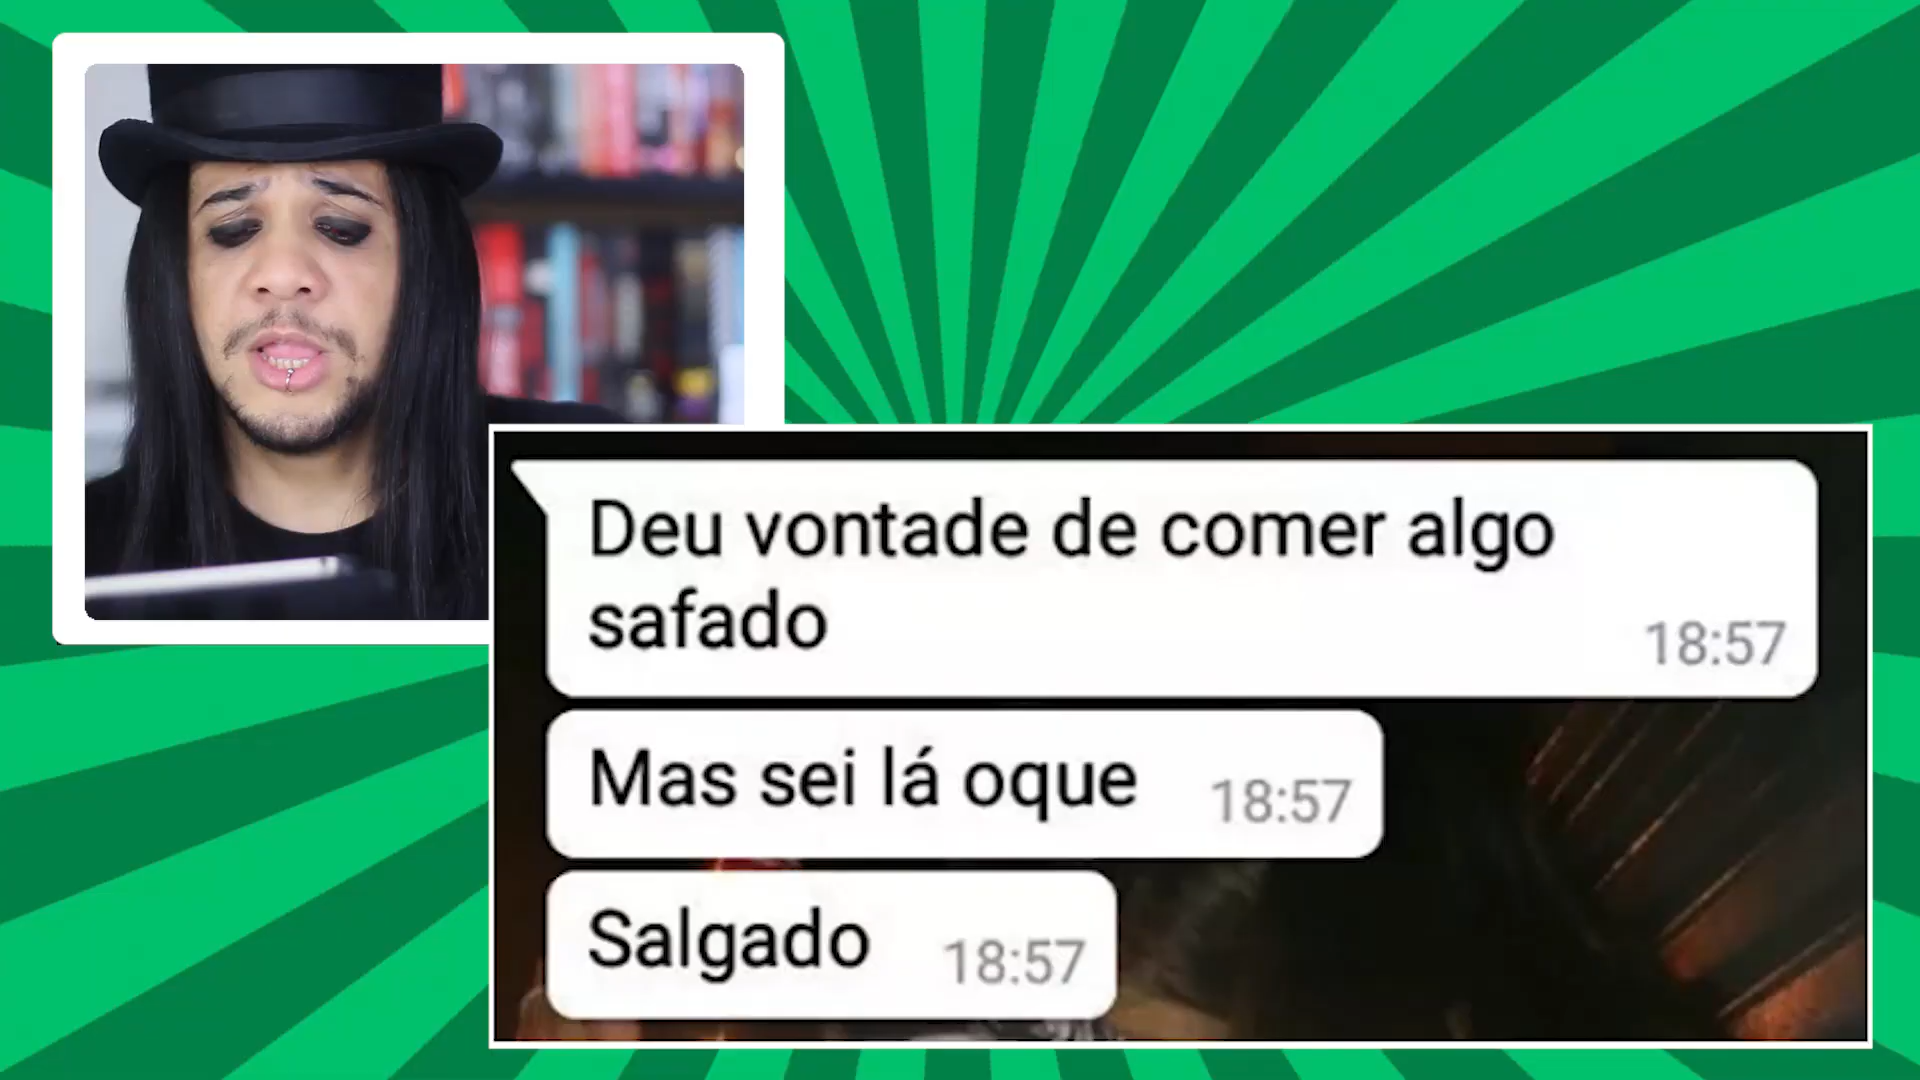 Deu vontade de comer algo
safado
18:57
Mas sei lá oque
18:57
Salgado
18:57